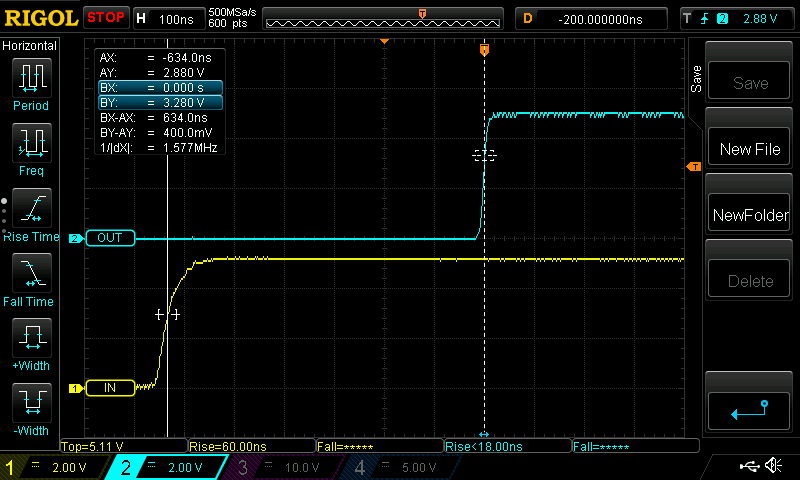 RIGOL STOP H 100ns 500MSa/s 600 pts T D -200.000000ns T 2 2.88 V
Horizontal
Period
Freq
Rise Time
Fall Time
+Width
-Width
AX: = -634.0ns
AY: = 2.880 V
BX: = 0.000 s
BY: = 3.280 V
BX-AX: = 634.0ns
BY-AY: = 400.0mV
1/|dX|: = 1.577MHz
T
T
2 OUT
1 IN
Save
Save
New File
NewFolder
Delete
Top=5.11 V Rise=60.00ns Fall=***** Rise<18.00ns Fall=*****
1 = 2.00 V 2 = 2.00 V 3 = 10.0 V 4 = 5.00 V